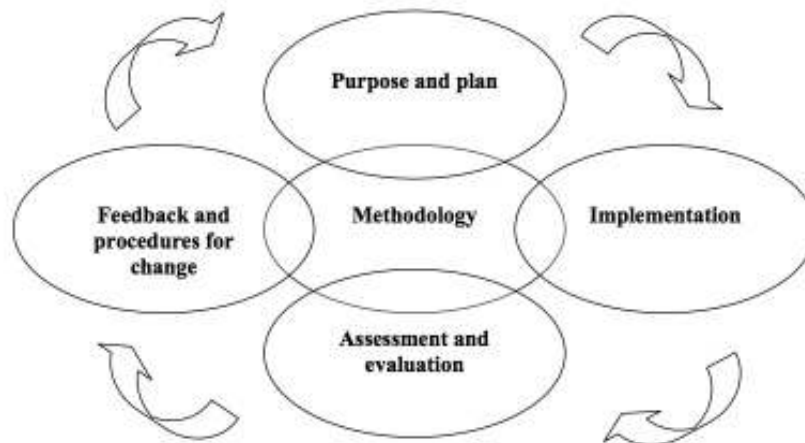 Purpose and plan
Feedback and
procedures for
change
Methodology
Implementation
Assessment and
evaluation